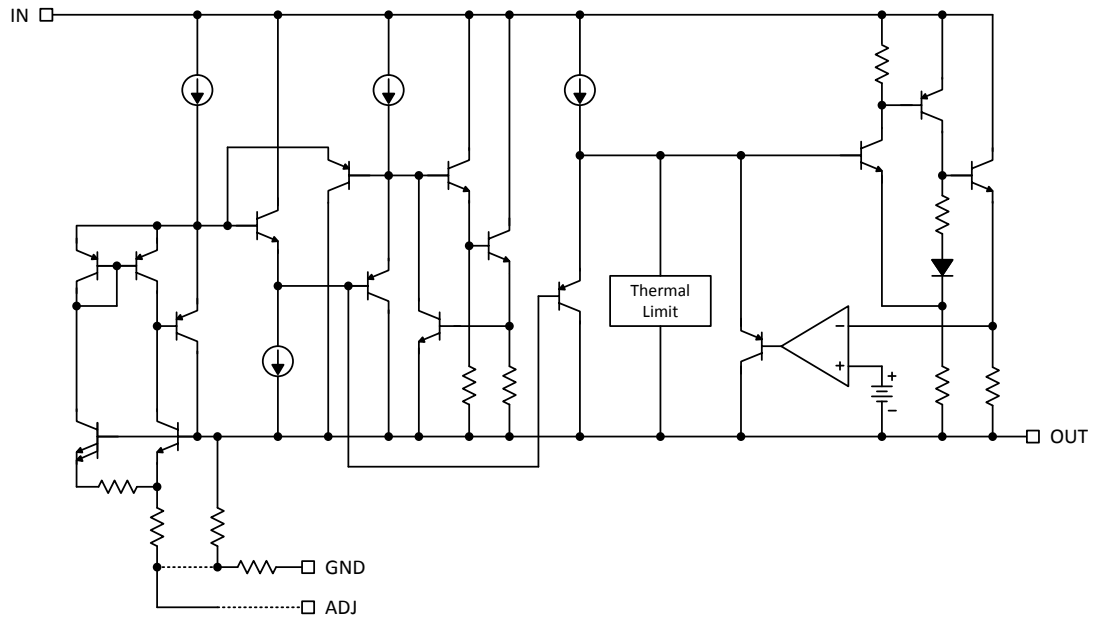 IN
Thermal
Limit
−
+
+
−
OUT
GND
ADJ